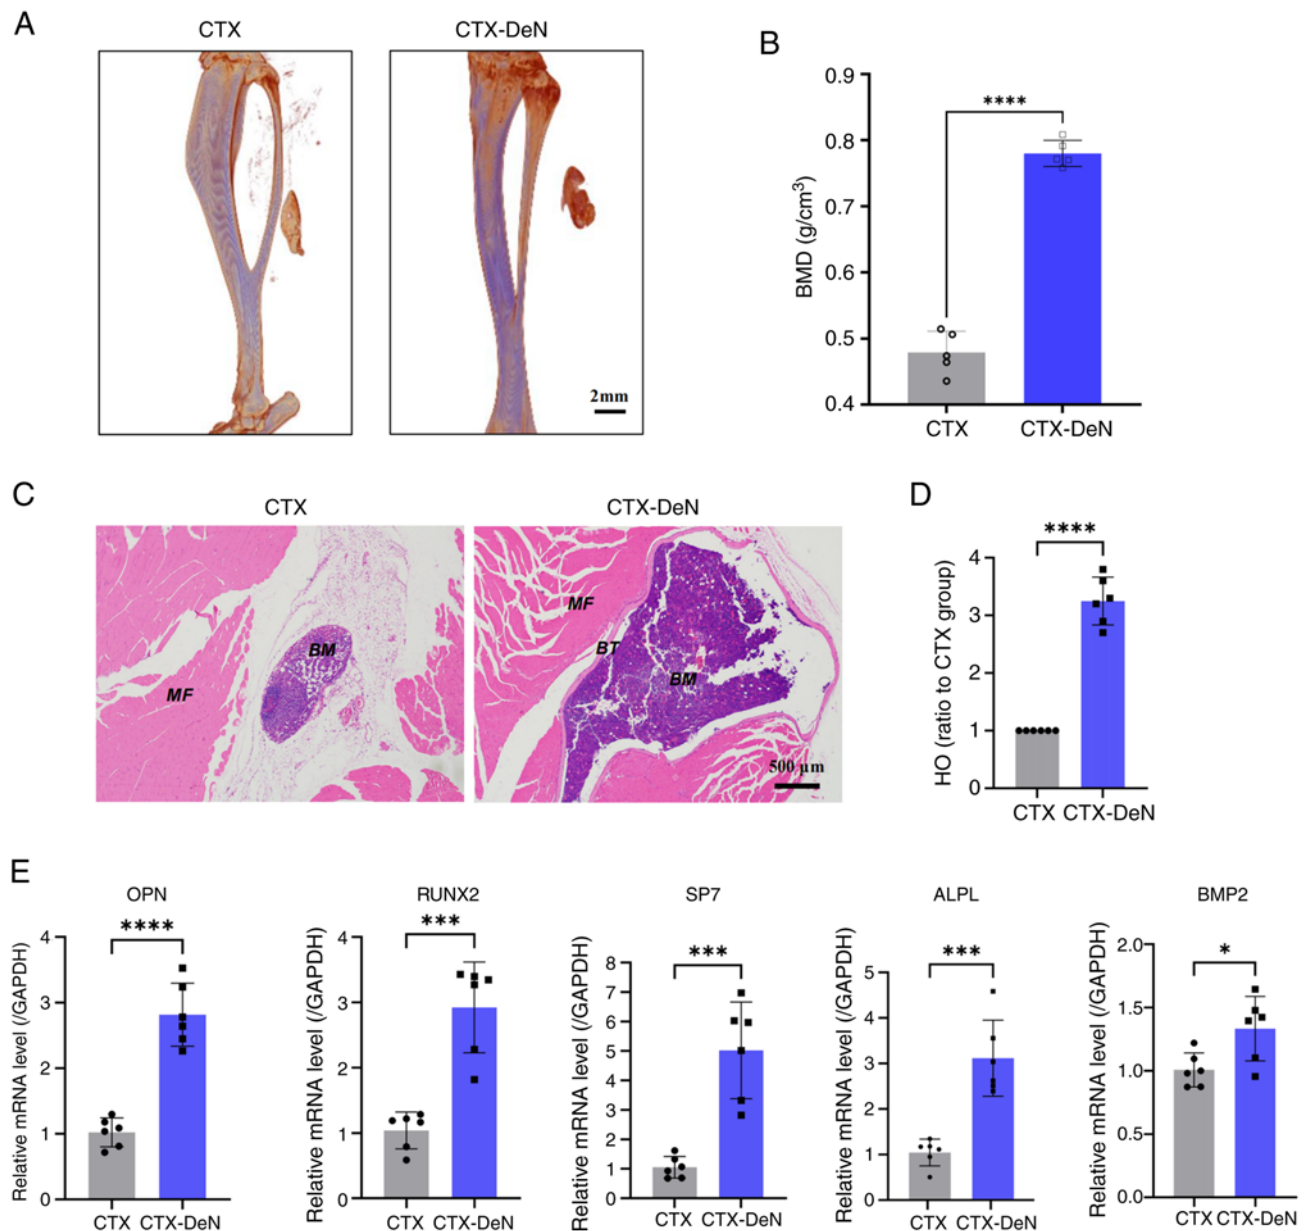 A
CTX
CTX-DeN
2mm
B
BMD (g/cm³)
0.9
0.8
0.7
0.6
0.5
0.4
****
CTX
CTX-DeN
C
CTX
CTX-DeN
MF
BM
MF
BT
BM
500 µm
D
HO (ratio to CTX group)
4
3
2
1
0
****
CTX
CTX-DeN
E
OPN
Relative mRNA level (/GAPDH)
4
3
2
1
0
****
CTX
CTX-DeN
RUNX2
Relative mRNA level (/GAPDH)
4
3
2
1
0
***
CTX
CTX-DeN
SP7
Relative mRNA level (/GAPDH)
8
7
6
5
4
3
2
1
0
***
CTX
CTX-DeN
ALPL
Relative mRNA level (/GAPDH)
5
4
3
2
1
0
***
CTX
CTX-DeN
BMP2
Relative mRNA level (/GAPDH)
2.0
1.5
1.0
0.5
0.0
*
CTX
CTX-DeN